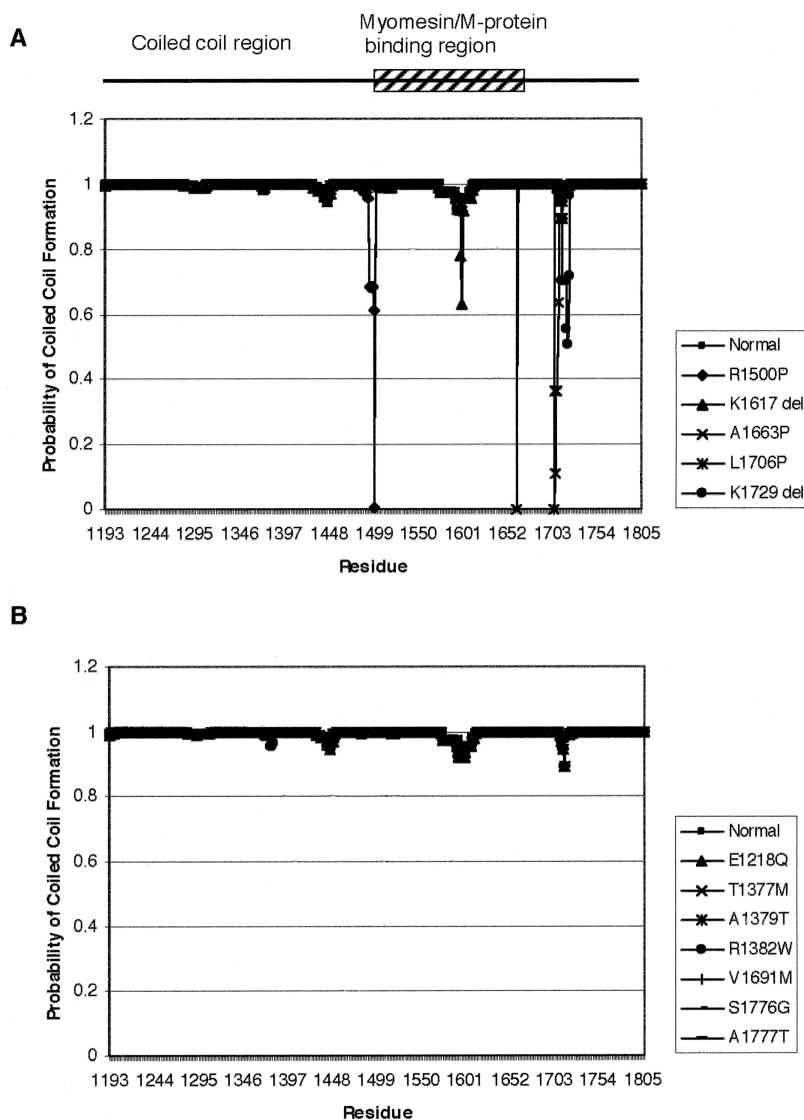 A
Coiled coil region
Myomesin/M-protein
binding region
Probability of Coiled Coil Formation
1.2
1
0.8
0.6
0.4
0.2
0
1193 1244 1295 1346 1397 1448 1499 1550 1601 1652 1703 1754 1805
Residue
Normal
R1500P
K1617 del
A1663P
L1706P
K1729 del
B
Probability of Coiled Coil Formation
1.2
1
0.8
0.6
0.4
0.2
0
1193 1244 1295 1346 1397 1448 1499 1550 1601 1652 1703 1754 1805
Residue
Normal
E1218Q
T1377M
A1379T
R1382W
V1691M
S1776G
A1777T